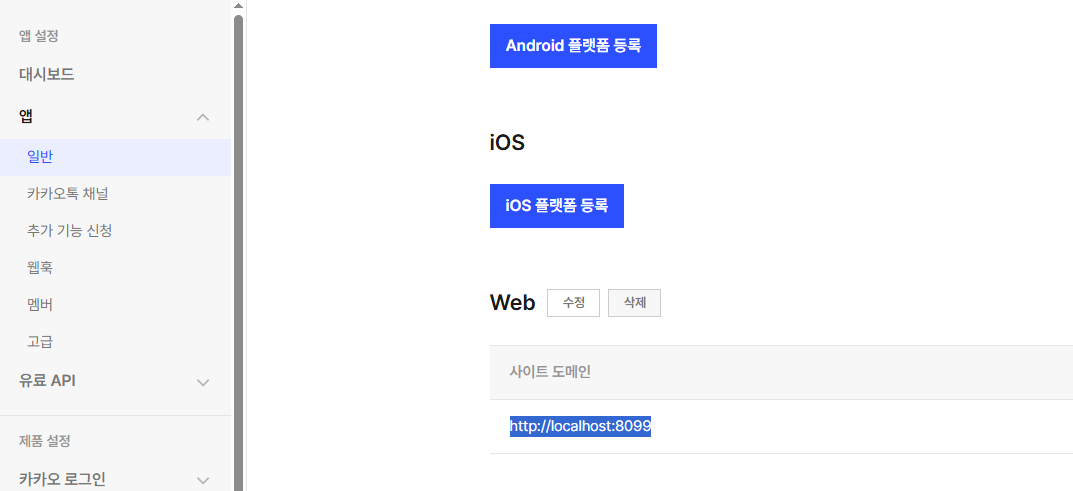 앱 설정
대시보드
앱
일반
카카오톡 채널
추가 기능 신청
웹훅
멤버
고급
유료 API
제품 설정
카카오 로그인
Android 플랫폼 등록
iOS
iOS 플랫폼 등록
Web 수정 삭제
사이트 도메인
http://localhost:8099